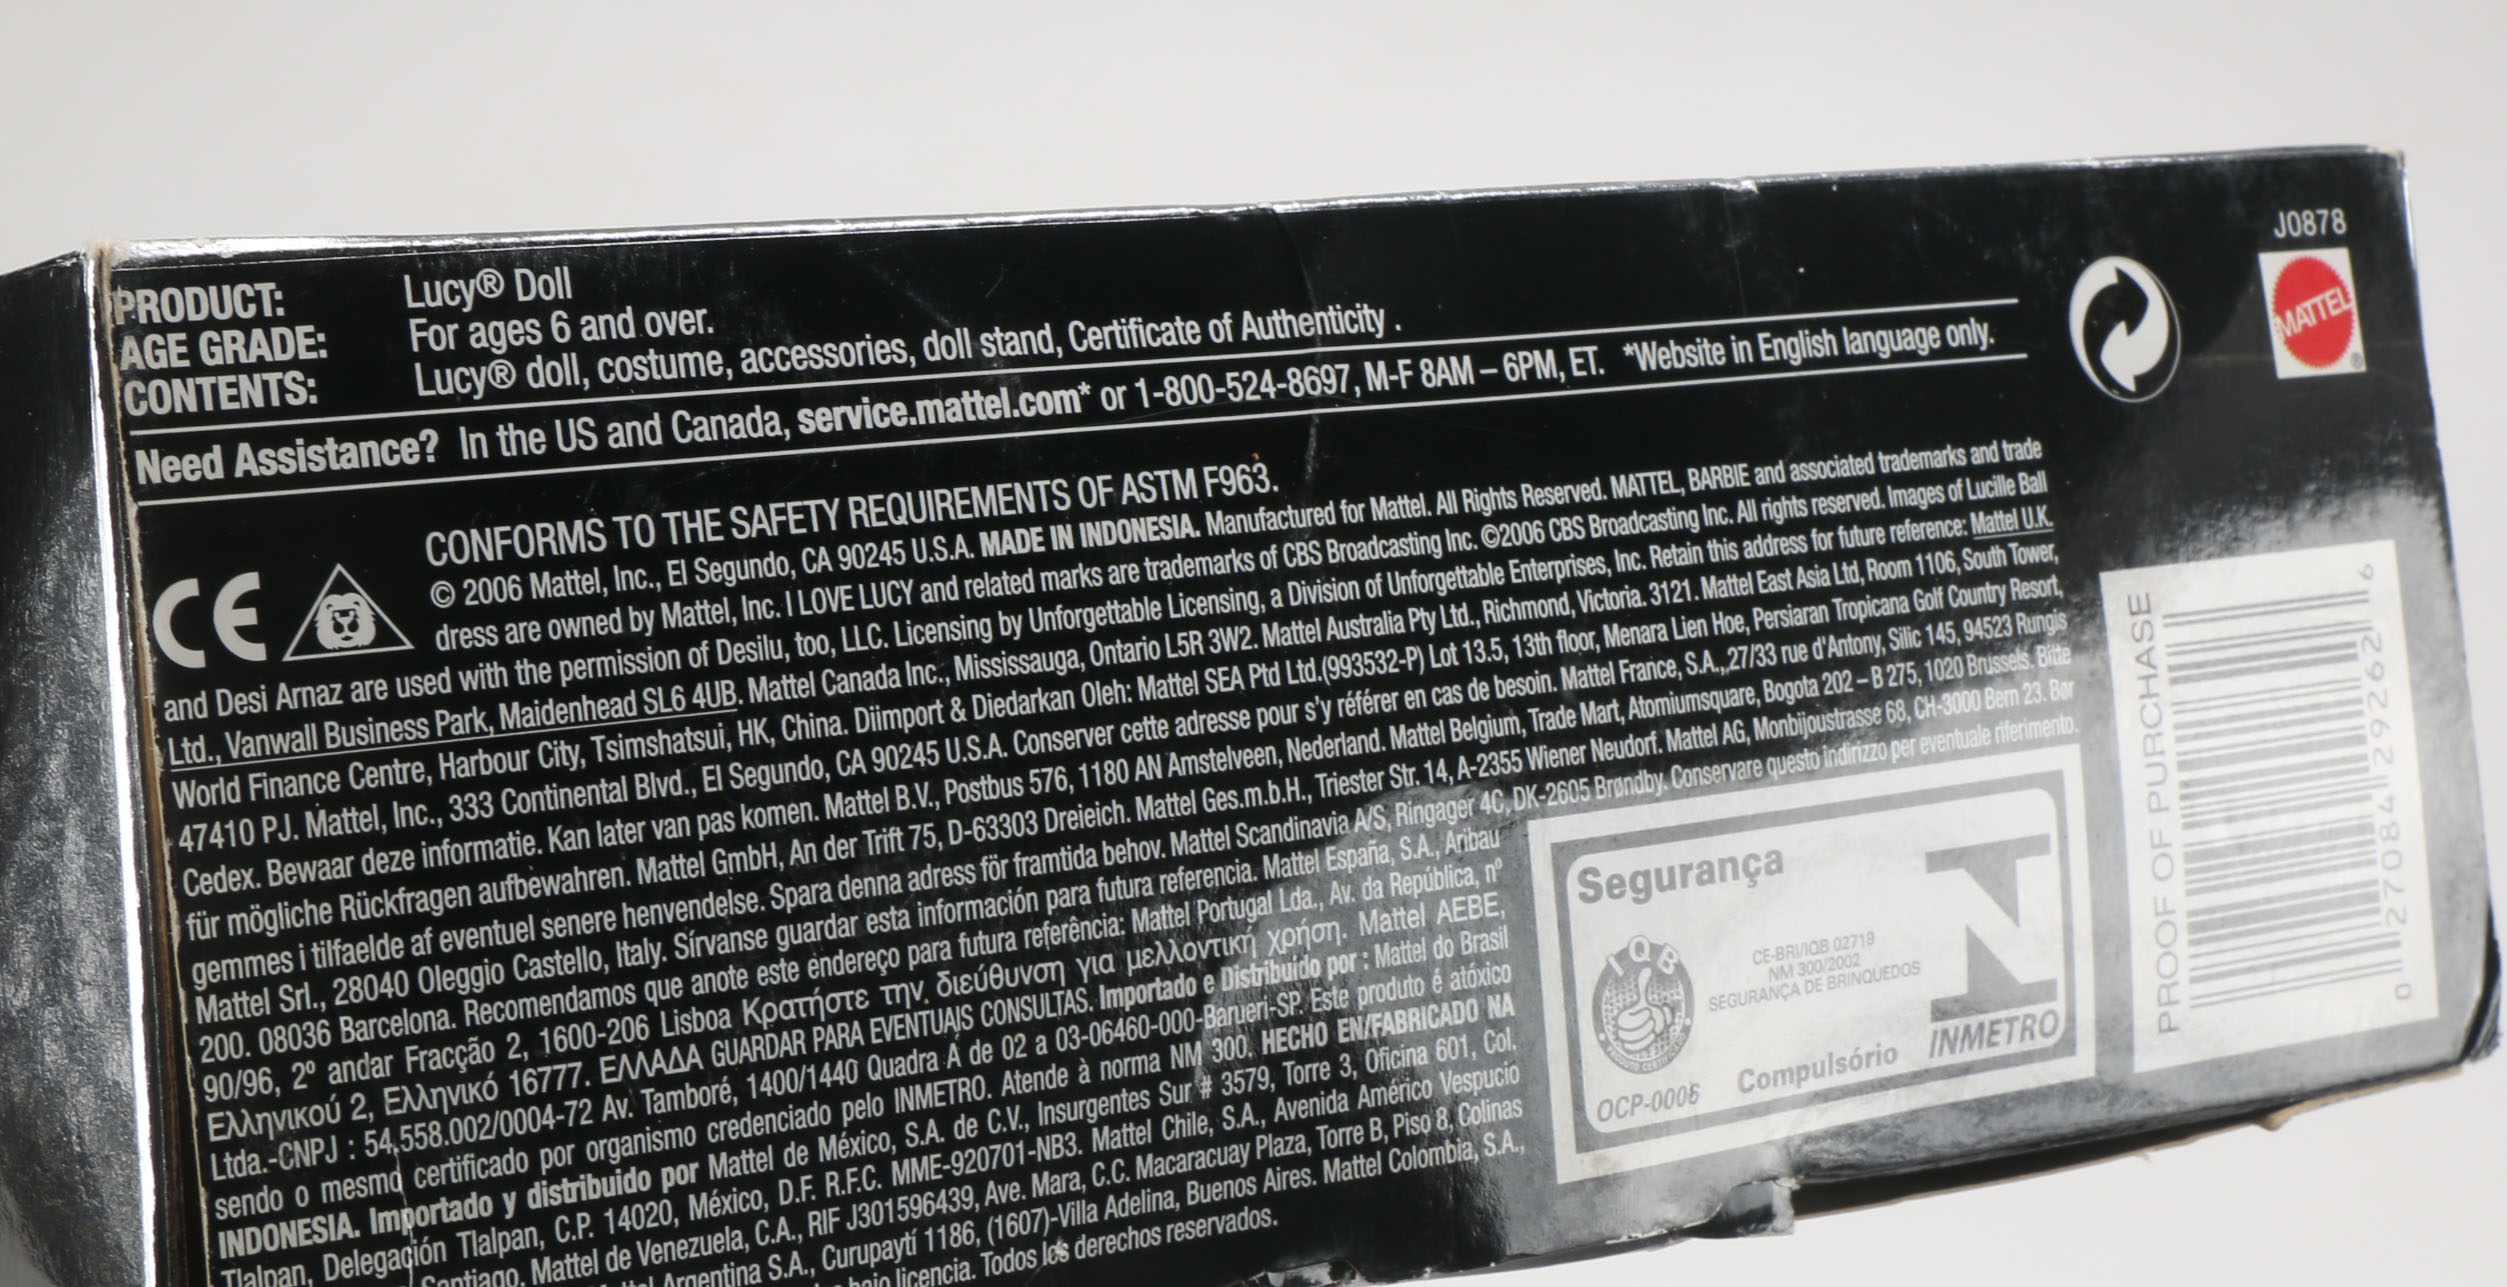 PRODUCT: Lucy® Doll
AGE GRADE: For ages 6 and over.
CONTENTS: Lucy® doll, costume, accessories, doll stand, Certificate of Authenticity .
Need Assistance? In the US and Canada, service.mattel.com* or 1-800-524-8697, M-F 8AM – 6PM, ET. *Website in English language only.
J0878
MATTEL®
CE
CONFORMS TO THE SAFETY REQUIREMENTS OF ASTM F963.
© 2006 Mattel, Inc., El Segundo, CA 90245 U.S.A. MADE IN INDONESIA. Manufactured for Mattel. All Rights Reserved. MATTEL, BARBIE and associated trademarks and trade
dress are owned by Mattel, Inc. I LOVE LUCY and related marks are trademarks of CBS Broadcasting Inc. ©2006 CBS Broadcasting Inc. All rights reserved. Images of Lucille Ball
and Desi Arnaz are used with the permission of Desilu, too, LLC. Licensing by Unforgettable Licensing, a Division of Unforgettable Enterprises, Inc. Retain this address for future reference: Mattel U.K.
Ltd., Vanwall Business Park, Maidenhead SL6 4UB. Mattel Canada Inc., Mississauga, Ontario L5R 3W2. Mattel Australia Pty Ltd., Richmond, Victoria. 3121. Mattel East Asia Ltd, Room 1106, South Tower,
World Finance Centre, Harbour City, Tsimshatsui, HK, China. Diimport & Diedarkan Oleh: Mattel SEA Ptd Ltd.(993532-P) Lot 13.5, 13th floor, Menara Lien Hoe, Persiaran Tropicana Golf Country Resort,
47410 PJ. Mattel, Inc., 333 Continental Blvd., El Segundo, CA 90245 U.S.A. Conserver cette adresse pour s'y référer en cas de besoin. Mattel France, S.A.,27/33 rue d'Antony, Silic 145, 94523 Rungis
Cedex. Bewaar deze informatie. Kan later van pas komen. Mattel B.V., Postbus 576, 1180 AN Amstelveen, Nederland. Mattel Belgium, Trade Mart, Atomiumsquare, Bogota 202 – B 275, 1020 Brussels. Bitte
für mögliche Rückfragen aufbewahren. Mattel GmbH, An der Trift 75, D-63303 Dreieich. Mattel Ges.m.b.H., Triester Str. 14, A-2355 Wiener Neudorf. Mattel AG, Monbijoustrasse 68, CH-3000 Bern 23. Bør
gemmes i tilfaelde af eventuel senere henvendelse. Spara denna adress för framtida behov. Mattel Scandinavia A/S, Ringager 4C, DK-2605 Brøndby. Conservare questo indirizzo per eventuale riferimento.
Mattel Srl., 28040 Oleggio Castello, Italy. Sírvanse guardar esta información para futura referencia. Mattel España, S.A., Aribau
200. 08036 Barcelona. Recomendamos que anote este endereço para futura referência: Mattel Portugal Lda., Av. da República, nº
90/96, 2º andar Fracção 2, 1600-206 Lisboa Κρατήστε την διεύθυνση για μελλοντική χρήση. Mattel AEBE,
Ελληνικού 2, Ελληνικό 16777. ΕΛΛΑΔΑ GUARDAR PARA EVENTUAIS CONSULTAS. Importado e Distribuído por : Mattel do Brasil
Ltda.-CNPJ : 54.558.002/0004-72 Av. Tamboré, 1400/1440 Quadra A de 02 a 03-06460-000-Barueri-SP. Este produto é atóxico
sendo o mesmo certificado por organismo credenciado pelo INMETRO. Atende à norma NM 300. HECHO EN/FABRICADO NA
INDONESIA. Importado y distribuido por Mattel de México, S.A. de C.V., Insurgentes Sur # 3579, Torre 3, Oficina 601, Col.
Tlalpan, Delegación Tlalpan, C.P. 14020, México, D.F. R.F.C. MME-920701-NB3. Mattel Chile, S.A., Avenida Américo Vespucio
Santiago. Mattel de Venezuela, C.A., RIF J301596439, Ave. Mara, C.C. Macaracuay Plaza, Torre B, Piso 8, Colinas
Argentina S.A., Curupaytí 1186, (1607)-Villa Adelina, Buenos Aires. Mattel Colombia, S.A.,
bajo licencia. Todos los derechos reservados.
Segurança
IQB
CE-BRI/IQB 02719
NM 300/2002
SEGURANÇA DE BRINQUEDOS
OCP-0006
Compulsório
INMETRO
PROOF OF PURCHASE
0 27084 29262 6